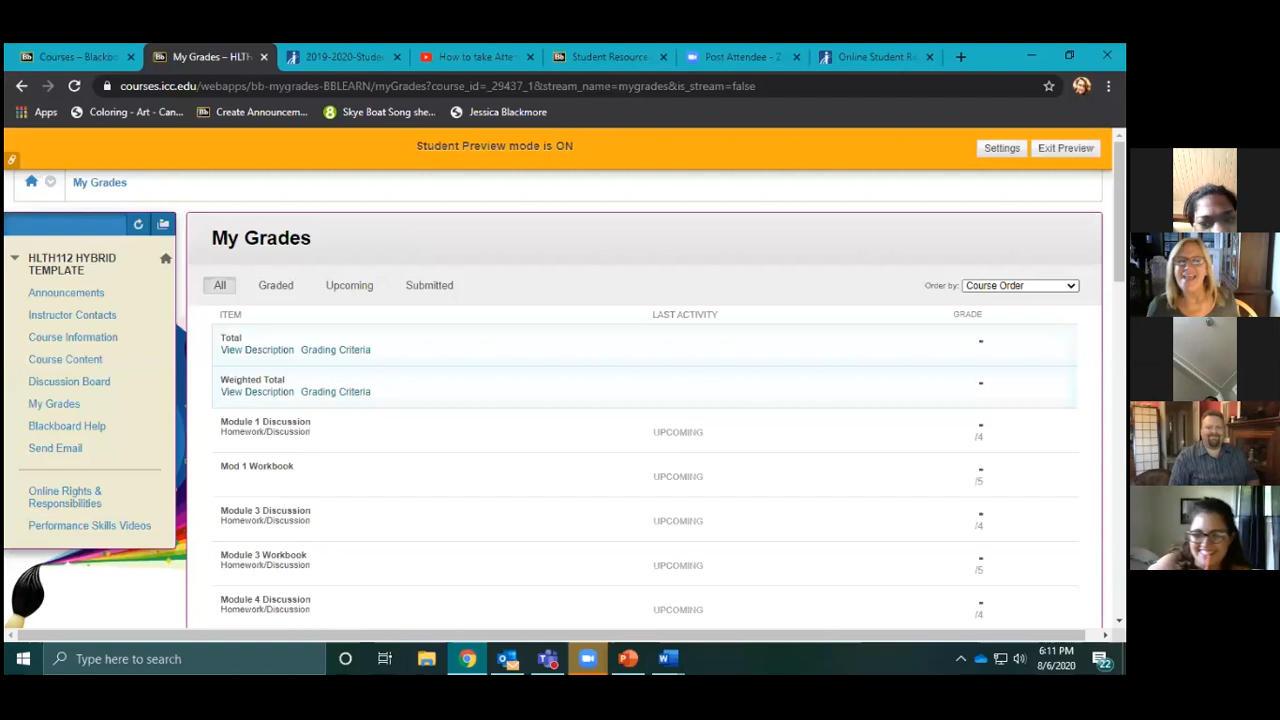 Courses – Blackbo
My Grades – HLTH
2019-2020-Stude
How to take Atte
Student Resource
Post Attendee - Z
Online Student Re
courses.icc.edu/webapps/bb-mygrades-BBLEARN/myGrades?course_id=_29437_1&stream_name=mygrades&is_stream=false
Apps
Coloring - Art - Can...
Create Announcem...
Skye Boat Song she...
Jessica Blackmore
Student Preview mode is ON
Settings
Exit Preview
My Grades
HLTH112 HYBRID
TEMPLATE
Announcements
Instructor Contacts
Course Information
Course Content
Discussion Board
My Grades
Blackboard Help
Send Email
Online Rights &
Responsibilities
Performance Skills Videos
My Grades
All Graded Upcoming Submitted
Order by: Course Order
ITEM LAST ACTIVITY GRADE
Total -
View Description Grading Criteria
Weighted Total -
View Description Grading Criteria
Module 1 Discussion -
Homework/Discussion UPCOMING /4
Mod 1 Workbook -
UPCOMING /5
Module 3 Discussion -
Homework/Discussion UPCOMING /4
Module 3 Workbook -
Homework/Discussion UPCOMING /5
Module 4 Discussion -
Homework/Discussion UPCOMING /4
Type here to search
6:11 PM
8/6/2020
22